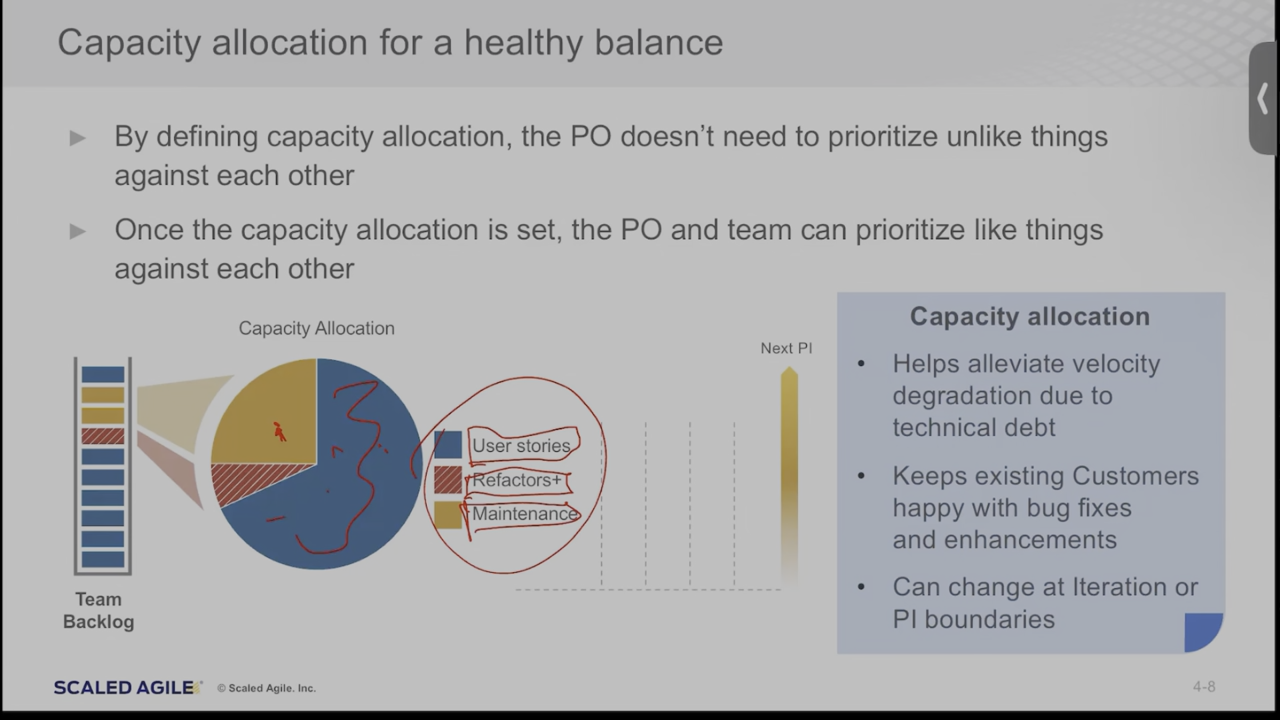 Capacity allocation for a healthy balance
By defining capacity allocation, the PO doesn't need to prioritize unlike things
against each other
Once the capacity allocation is set, the PO and team can prioritize like things
against each other
Capacity Allocation
Team
Backlog
User stories
Refactors+
Maintenance
Next PI
Capacity allocation
• Helps alleviate velocity
degradation due to
technical debt
• Keeps existing Customers
happy with bug fixes
and enhancements
• Can change at Iteration or
PI boundaries
SCALED AGILE® © Scaled Agile. Inc.
4-8